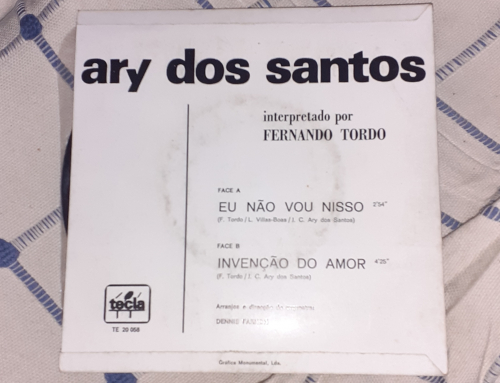 ary dos santos
interpretado por
FERNANDO TORDO
FACE A
EU NÃO VOU NISSO 2'54"
(F. Tordo / L. Villas-Boas / J. C. Ary dos Santos)
FACE B
INVENÇÃO DO AMOR 4'25"
(F. Tordo / J. C. Ary dos Santos)
Arranjos e direcção de
DENNIS
tecla
TE 20 058
Gráfica Monumental, Lda.